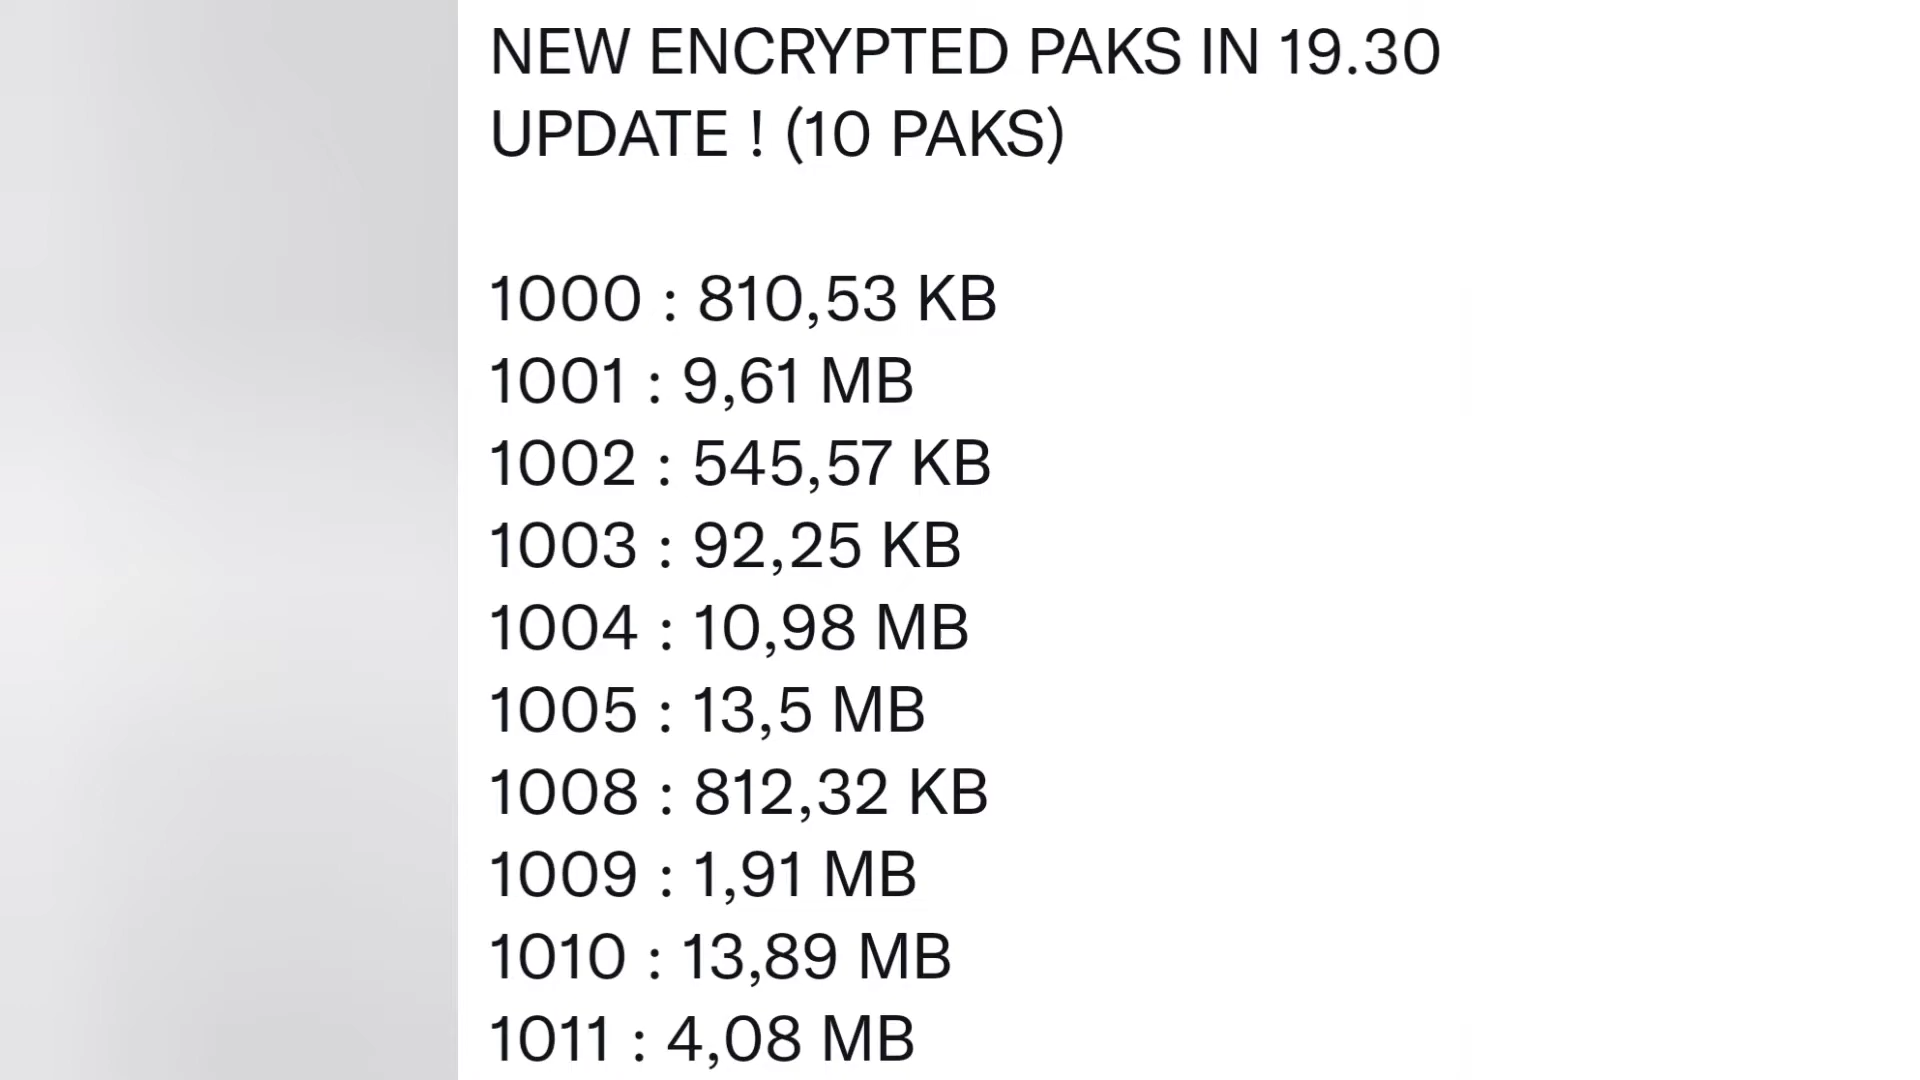 NEW ENCRYPTED PAKS IN 19.30
UPDATE ! (10 PAKS)
1000 : 810,53 KB
1001 : 9,61 MB
1002 : 545,57 KB
1003 : 92,25 KB
1004 : 10,98 MB
1005 : 13,5 MB
1008 : 812,32 KB
1009 : 1,91 MB
1010 : 13,89 MB
1011 : 4,08 MB